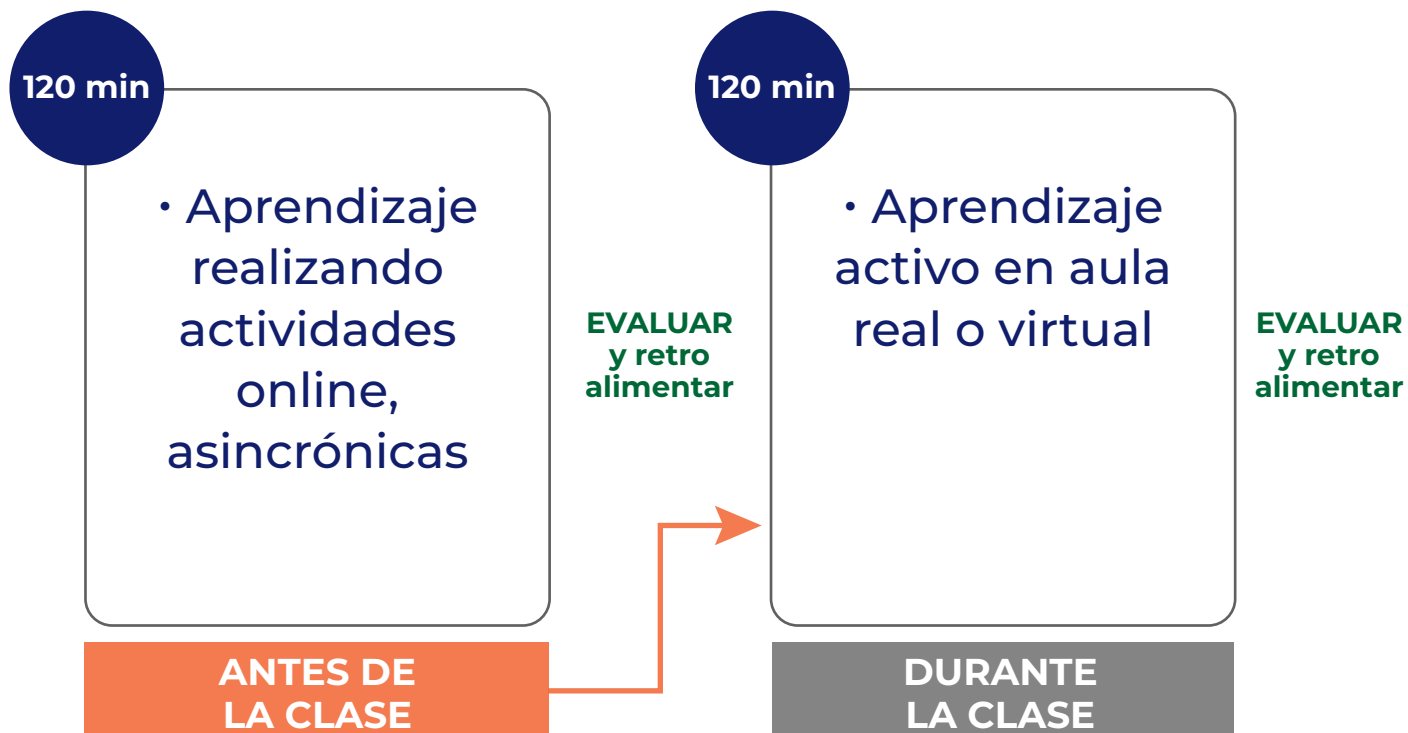 120 min
· Aprendizaje
realizando
actividades
online,
asincrónicas
ANTES DE
LA CLASE
EVALUAR
y retro
alimentar
120 min
· Aprendizaje
activo en aula
real o virtual
DURANTE
LA CLASE
EVALUAR
y retro
alimentar